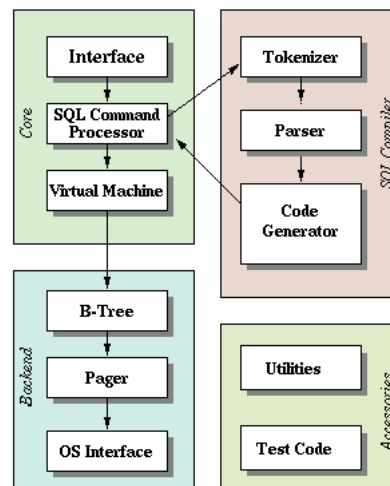 Core
Interface
SQL Command
Processor
Virtual Machine
SQL Compiler
Tokenizer
Parser
Code
Generator
Backend
B-Tree
Pager
OS Interface
Accessories
Utilities
Test Code